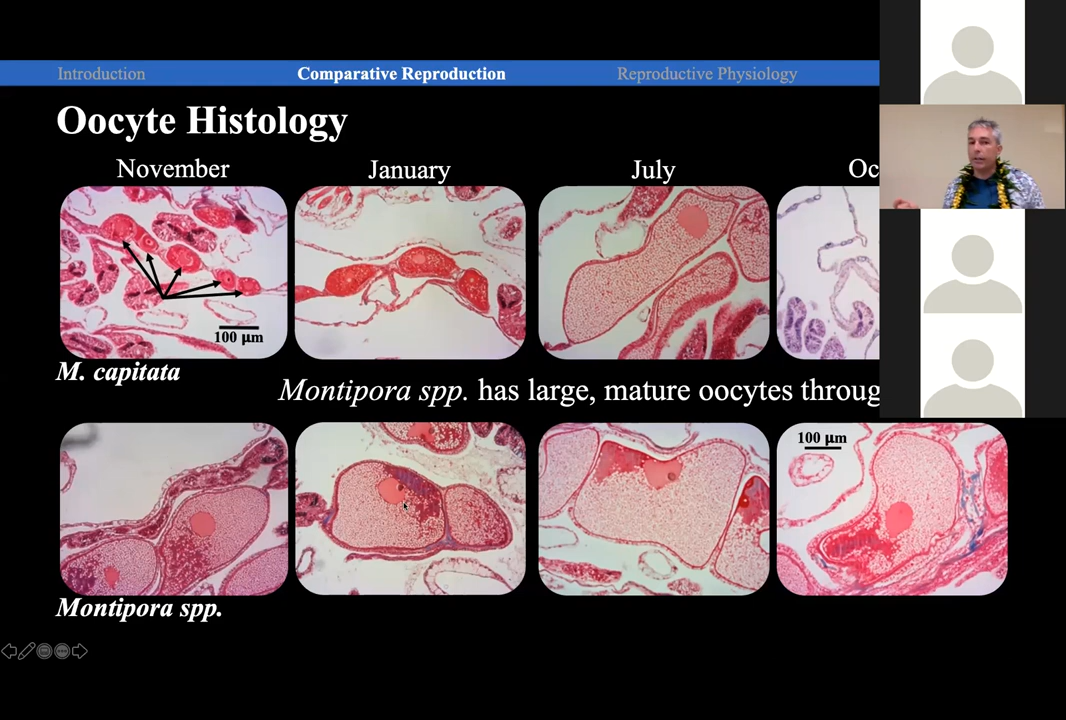 Introduction
Comparative Reproduction
Reproductive Physiology
Oocyte Histology
November
January
July
100 µm
M. capitata
Montipora spp. has large, mature oocytes
100 µm
Montipora spp.